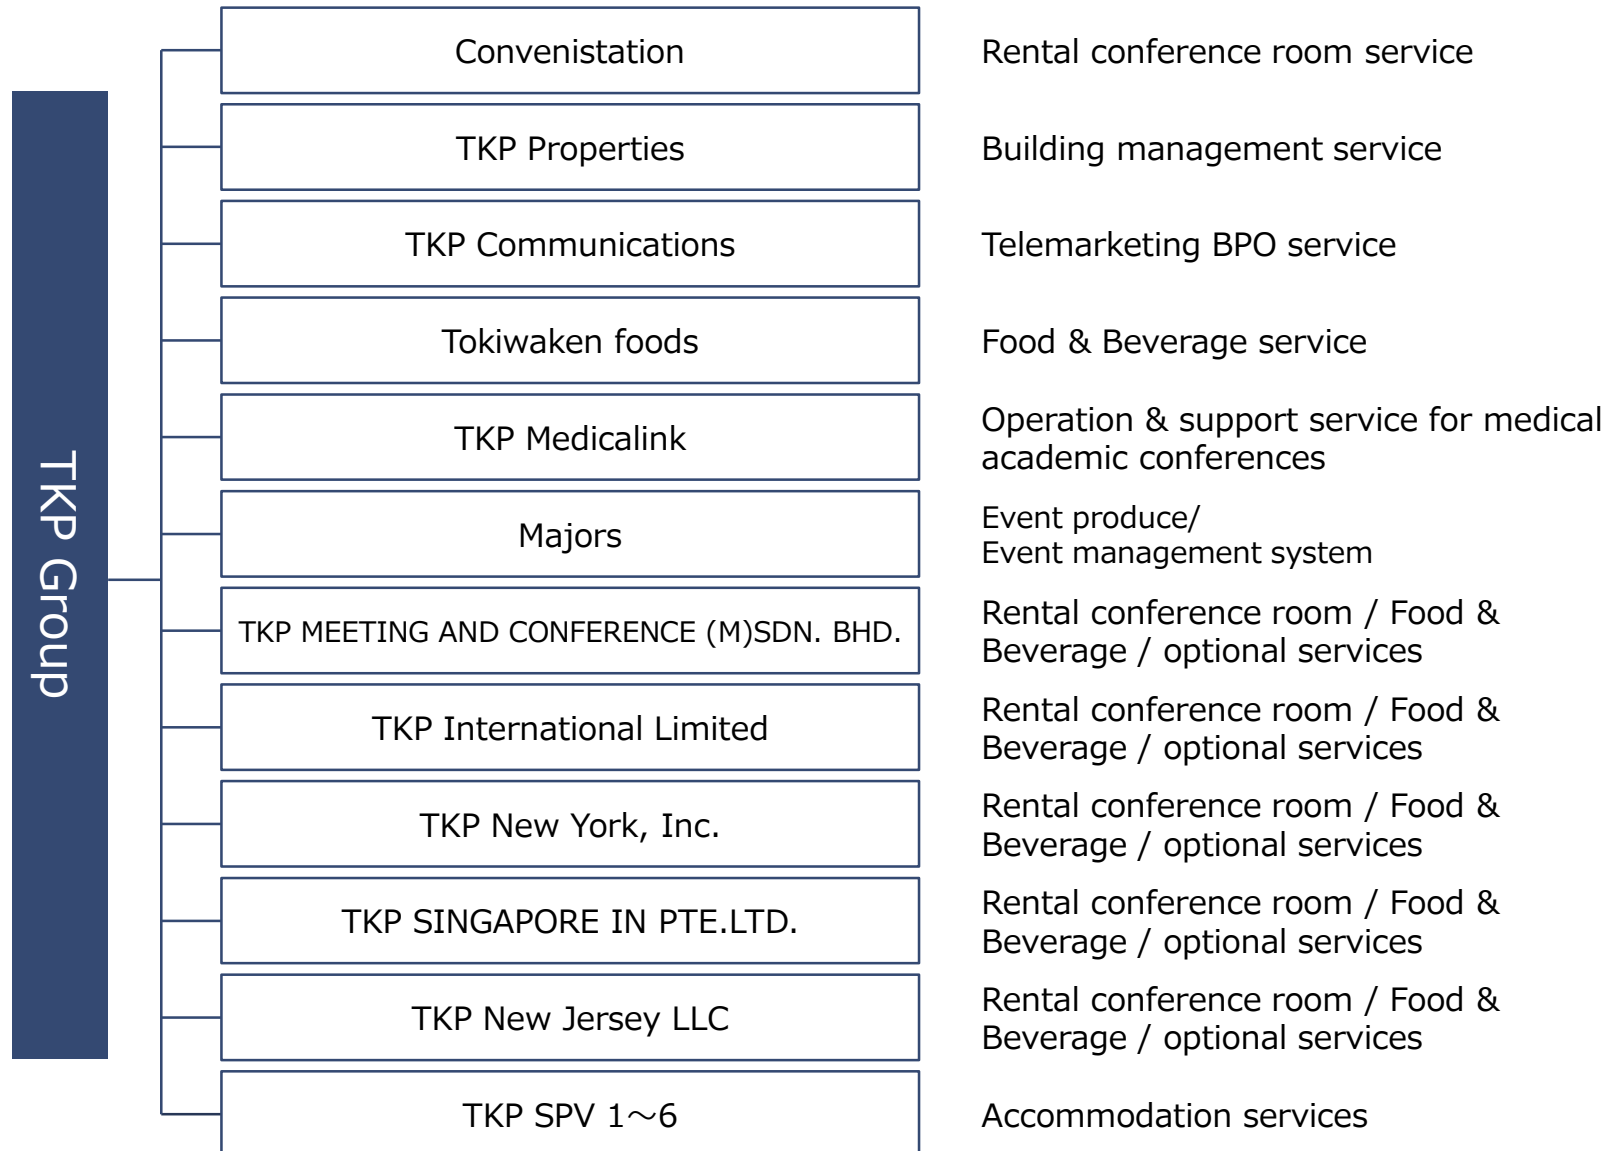 TKP Group
Convenistation
Rental conference room service
TKP Properties
Building management service
TKP Communications
Telemarketing BPO service
Tokiwaken foods
Food & Beverage service
TKP Medicalink
Operation & support service for medical
academic conferences
Majors
Event produce/
Event management system
TKP MEETING AND CONFERENCE (M)SDN. BHD.
Rental conference room / Food &
Beverage / optional services
TKP International Limited
Rental conference room / Food &
Beverage / optional services
TKP New York, Inc.
Rental conference room / Food &
Beverage / optional services
TKP SINGAPORE IN PTE.LTD.
Rental conference room / Food &
Beverage / optional services
TKP New Jersey LLC
Rental conference room / Food &
Beverage / optional services
TKP SPV 1～6
Accommodation services